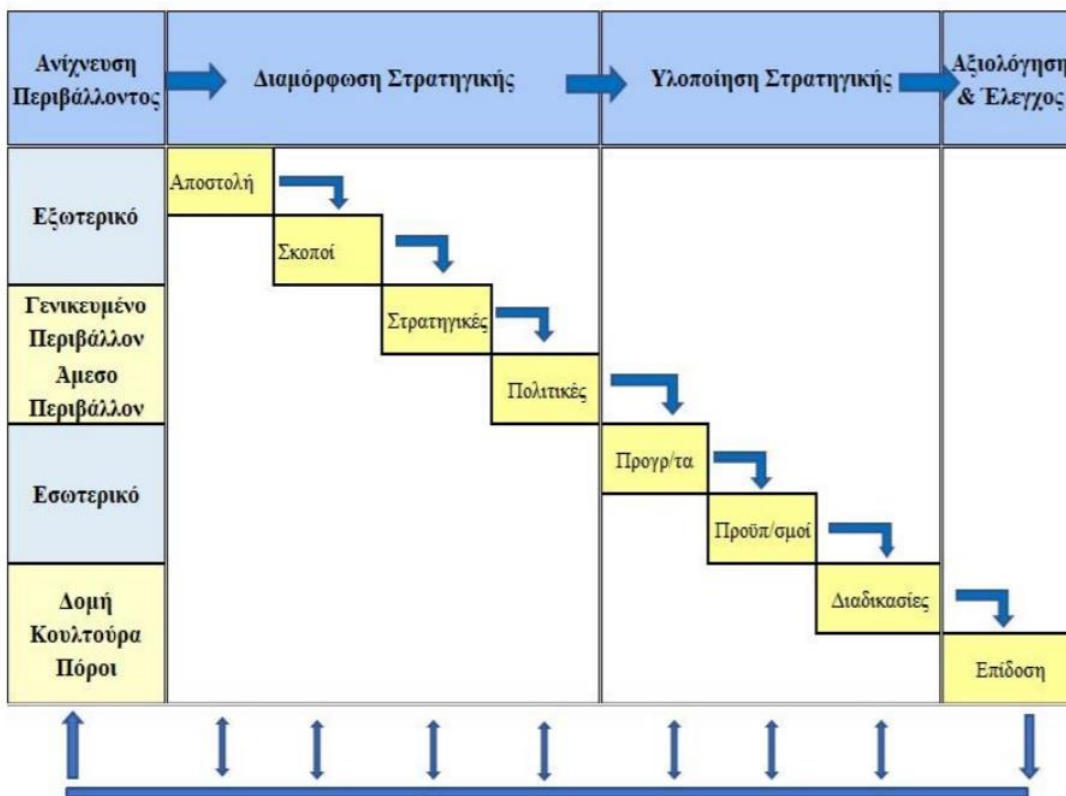 Ανίχνευση
Περιβάλλοντος
Διαμόρφωση Στρατηγικής
Υλοποίηση Στρατηγικής
Αξιολόγηση
& Έλεγχος
Εξωτερικό
Γενικευμένο
Περιβάλλον
Άμεσο
Περιβάλλον
Εσωτερικό
Δομή
Κουλτούρα
Πόροι
Αποστολή
Σκοποί
Στρατηγικές
Πολιτικές
Προγρ/τα
Προϋπ/σμοί
Διαδικασίες
Επίδοση